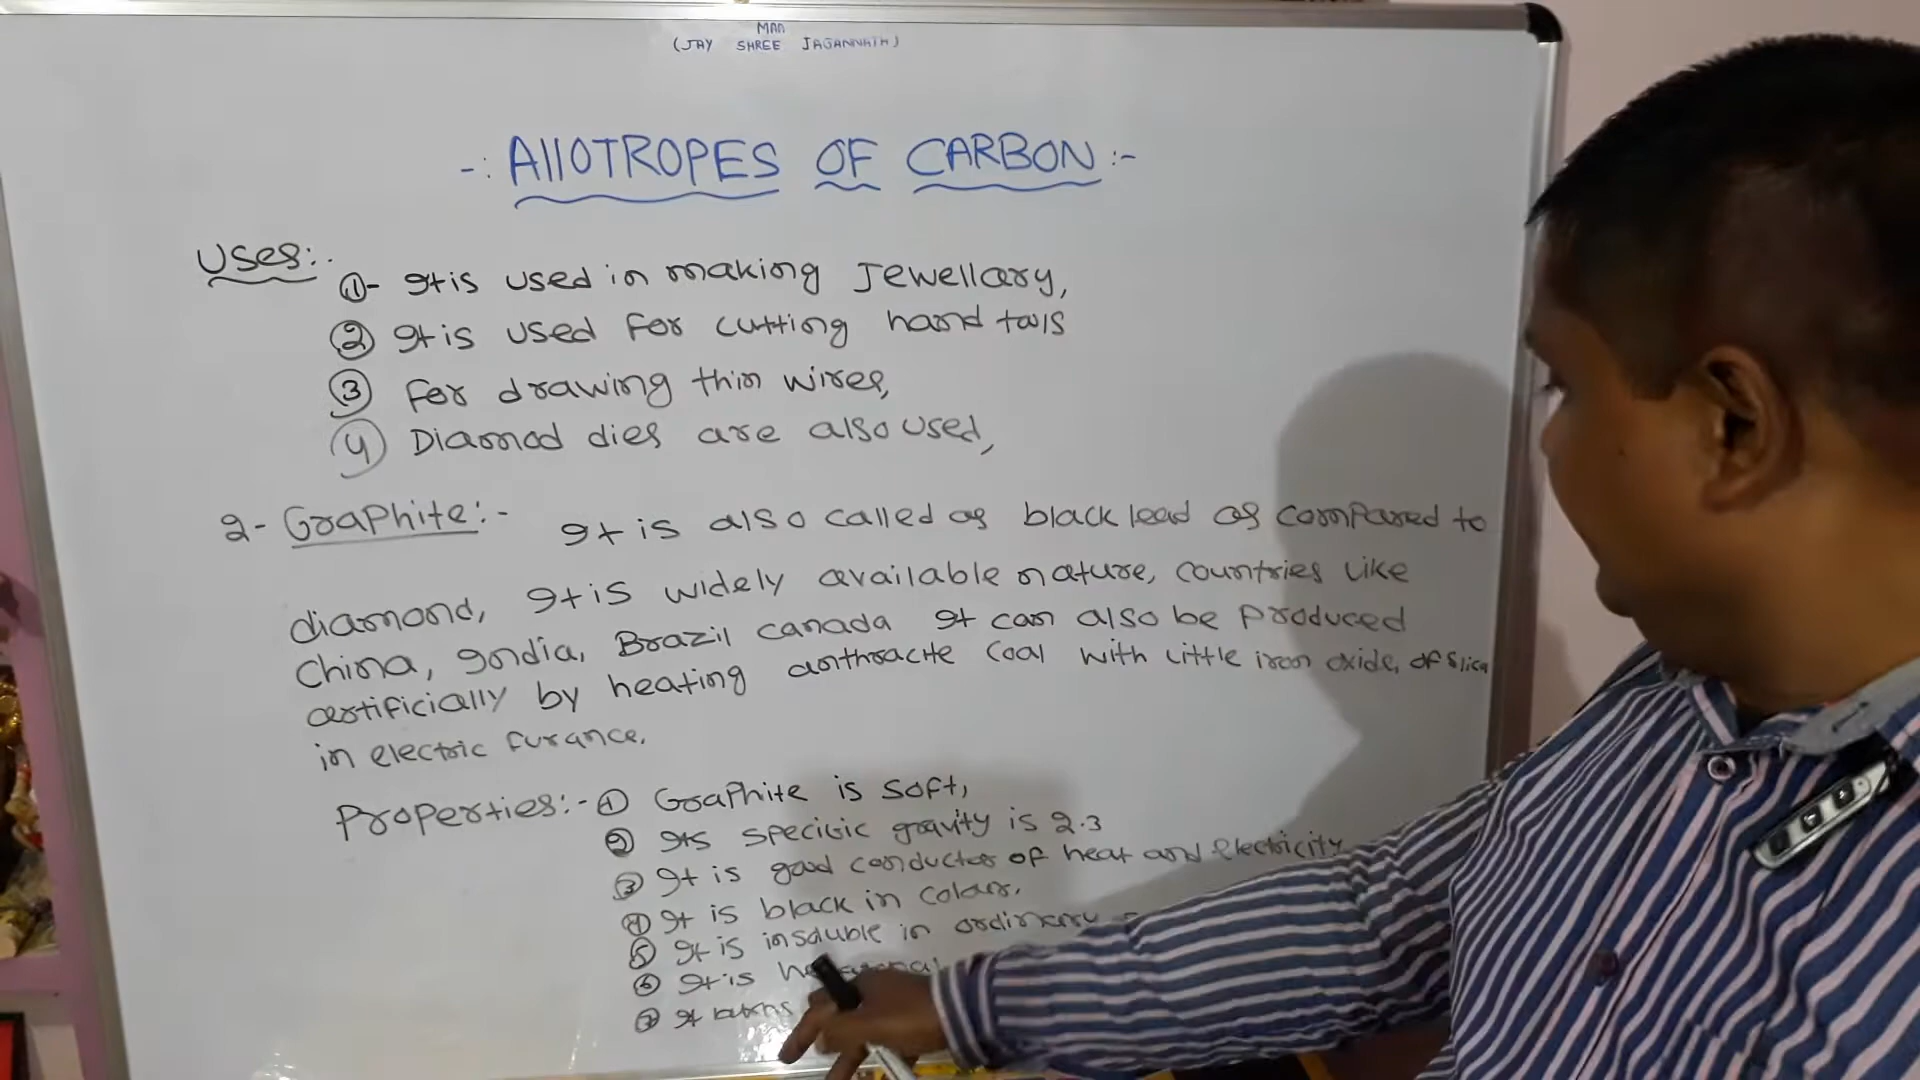 MAA
(JAY SHREE JAGANNATH)
-: AllOTROPES OF CARBON :-
Uses:-
①- It is used in making Jewellary,
② It is used for cutting hand tools
③ For drawing thin wires,
④ Diamod dies are also used,
2- Graphite:- It is also called as black lead as compared to
diamond, It is widely available nature, countries like
China, India, Brazil canada It can also be produced
artificially by heating anthracite Coal with little iron oxide, of Slica
in electric furance.
Properties:- ① Graphite is soft,
② Its specific gravity is 2.3
③ It is good conductor of heat and electricity
④ It is black in colour.
⑤ It is insoluble in ordinary
⑥ It is
⑦ It burns